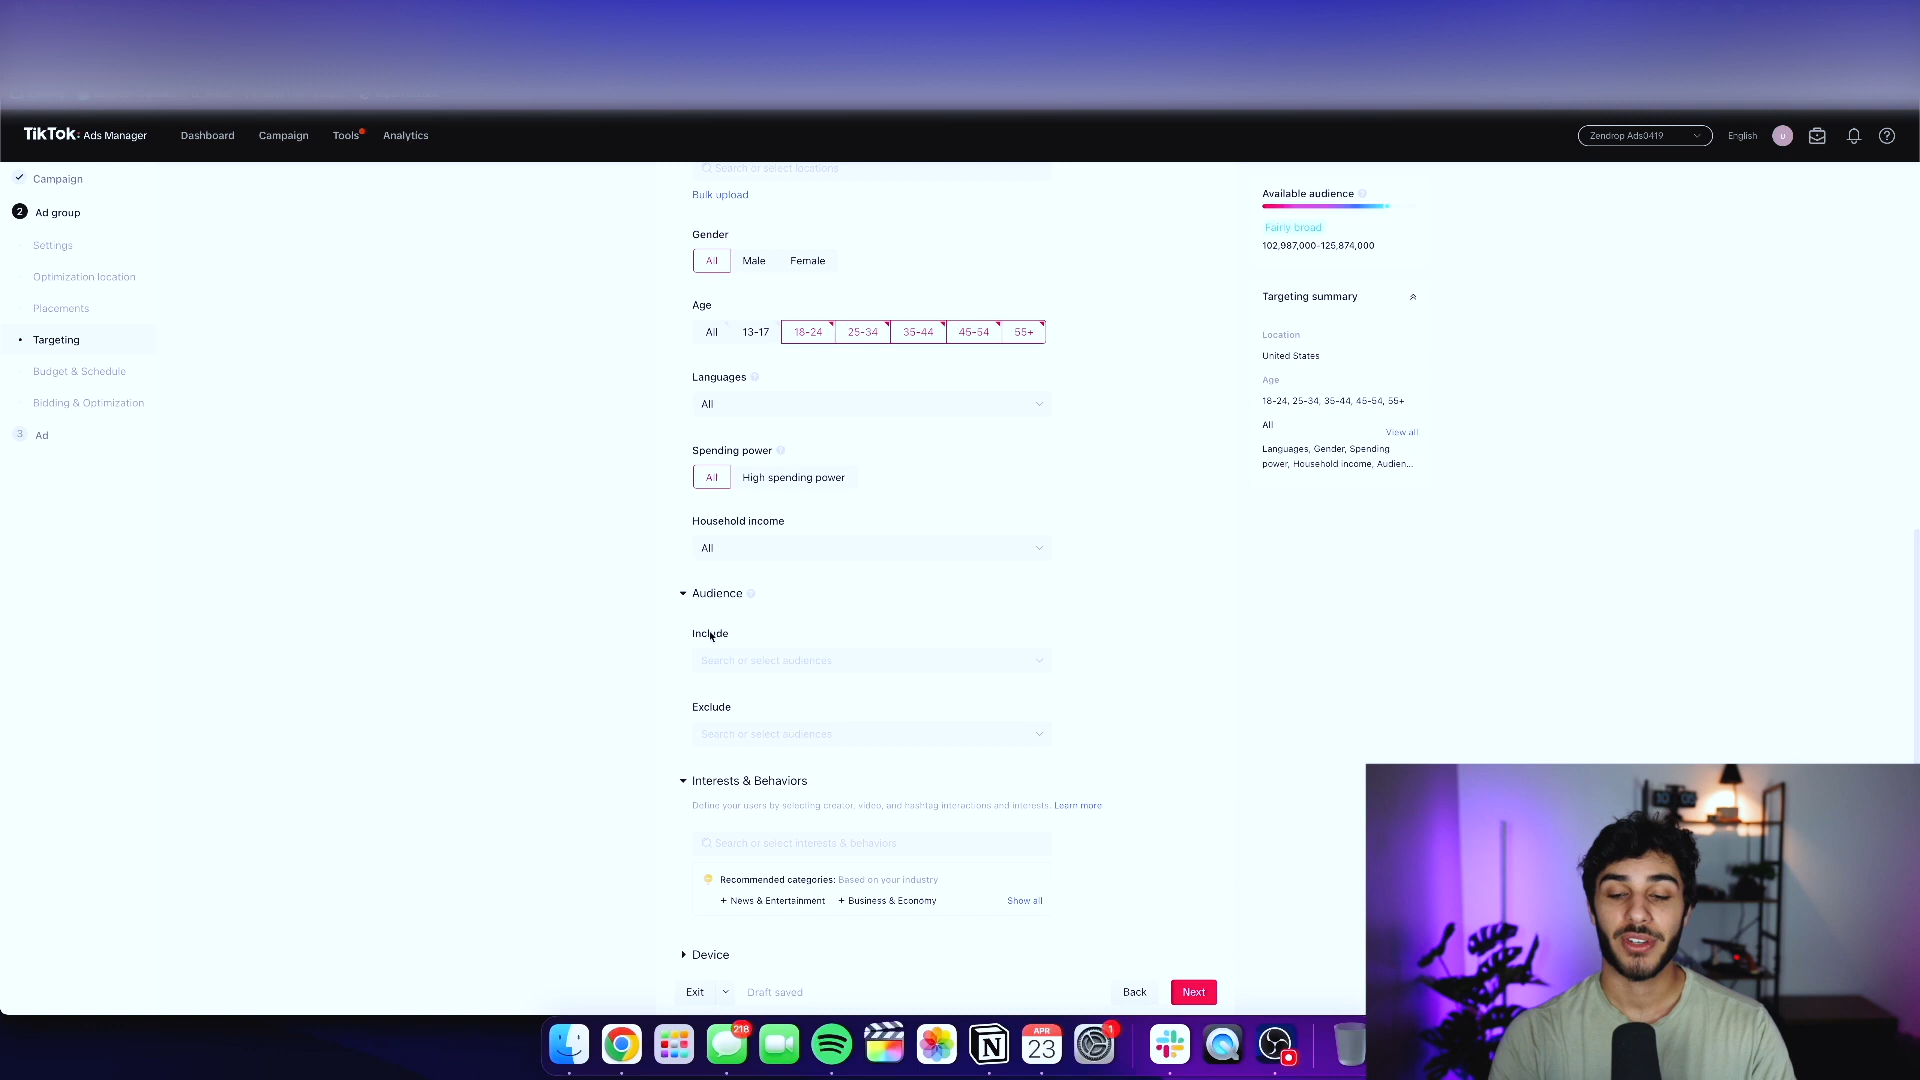 TikTok: Ads Manager
Dashboard
Campaign
Tools
Analytics
Zendrop Ads0419
English
U
Campaign
2 Ad group
Settings
Optimization location
Placements
Targeting
Budget & Schedule
Bidding & Optimization
3 Ad
Search or select locations
Bulk upload
Gender
All Male Female
Age
All 13-17 18-24 25-34 35-44 45-54 55+
Languages
All
Spending power
All High spending power
Household income
All
Audience
Include
Search or select audiences
Exclude
Search or select audiences
Interests & Behaviors
Define your users by selecting creator, video, and hashtag interactions and interests. Learn more
Search or select interests & behaviors
Recommended categories: Based on your industry
+ News & Entertainment + Business & Economy Show all
Device
Exit Draft saved Back Next
Available audience
Fairly broad
102,987,000-125,874,000
Targeting summary
Location
United States
Age
18-24, 25-34, 35-44, 45-54, 55+
All
View all
Languages, Gender, Spending
power, Household income, Audien...
218
APR
23
1